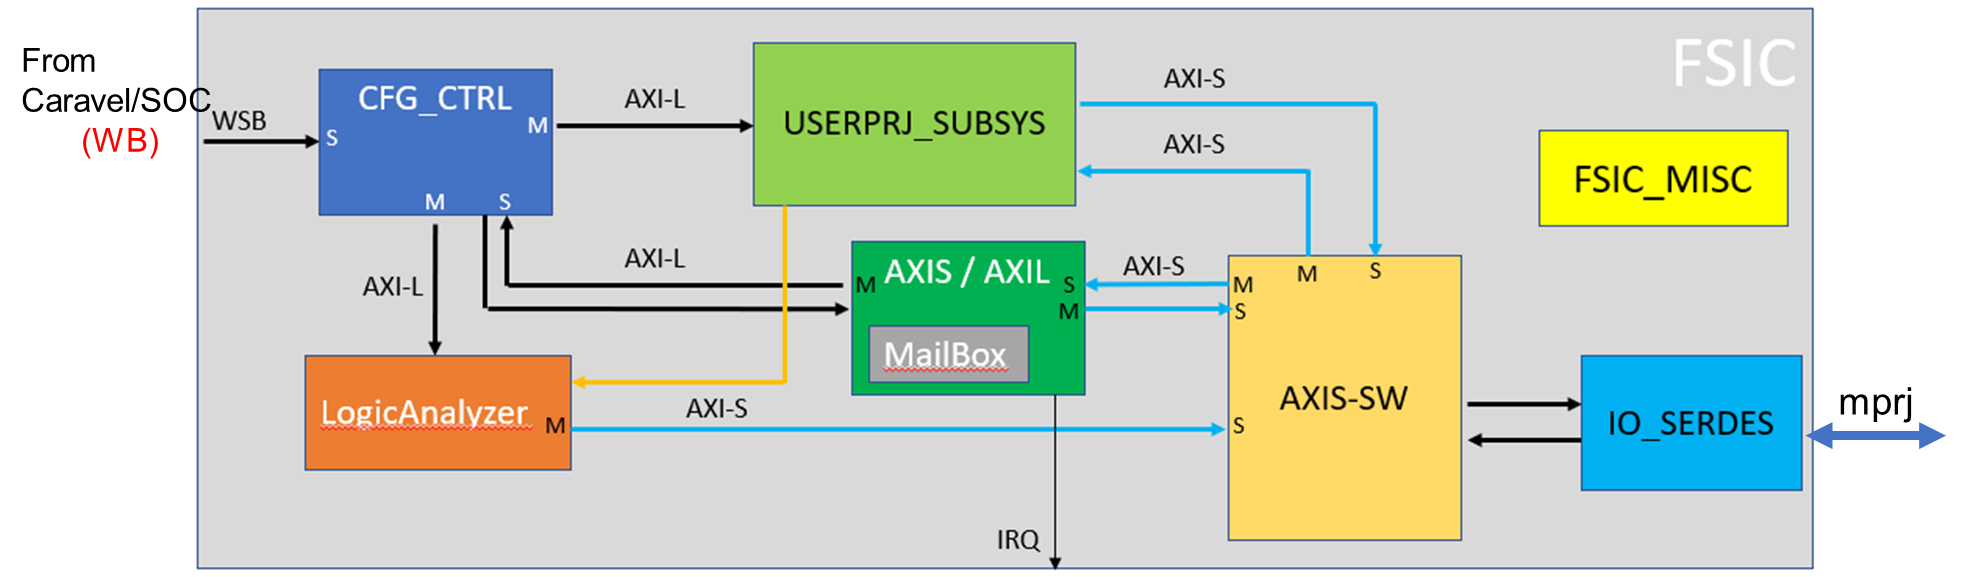 From
Caravel/SOC
(WB)
WSB
S
CFG_CTRL
M
M
S
AXI-L
USERPRJ_SUBSYS
AXI-S
AXI-S
FSIC
FSIC_MISC
AXI-L
AXI-L
M
AXIS / AXIL
S
M
MailBox
AXI-S
M
S
M
S
S
AXIS-SW
LogicAnalyzer
M
AXI-S
IO_SERDES
mprj
IRQ